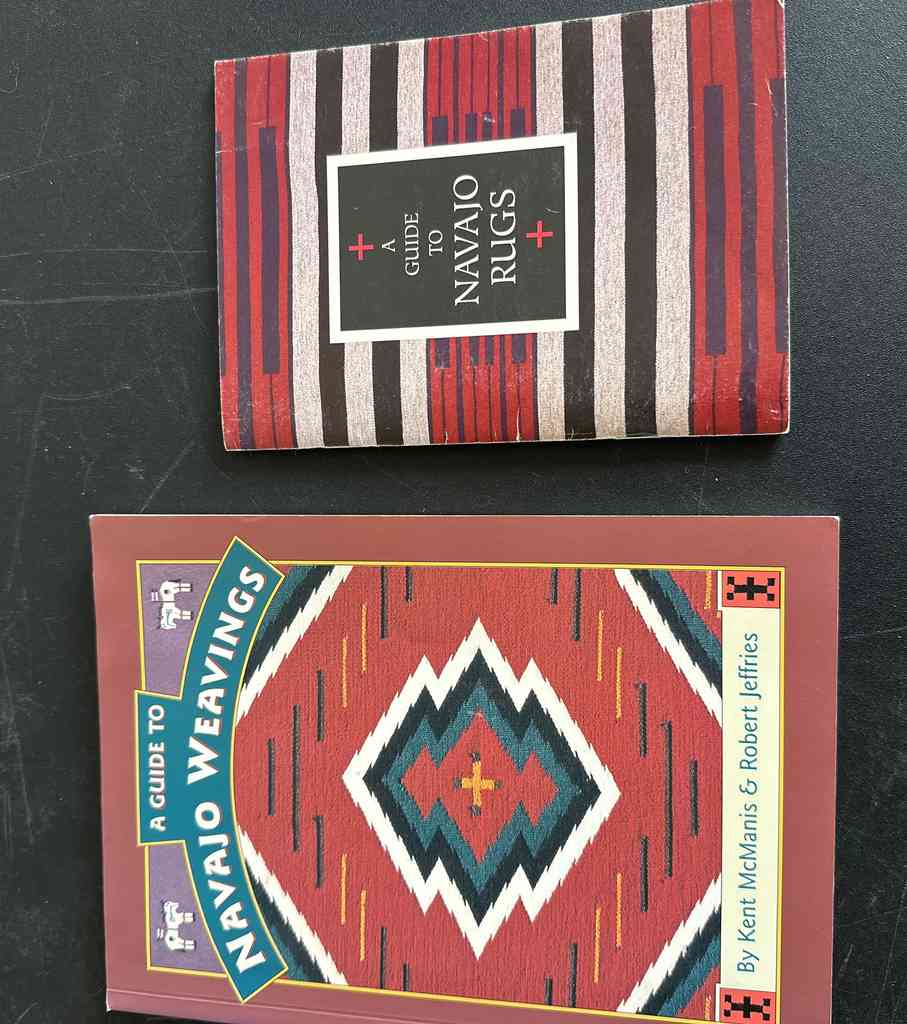 A
GUIDE
TO
NAVAJO
RUGS
A GUIDE TO
NAVAJO WEAVINGS
By Kent McManis & Robert Jeffries